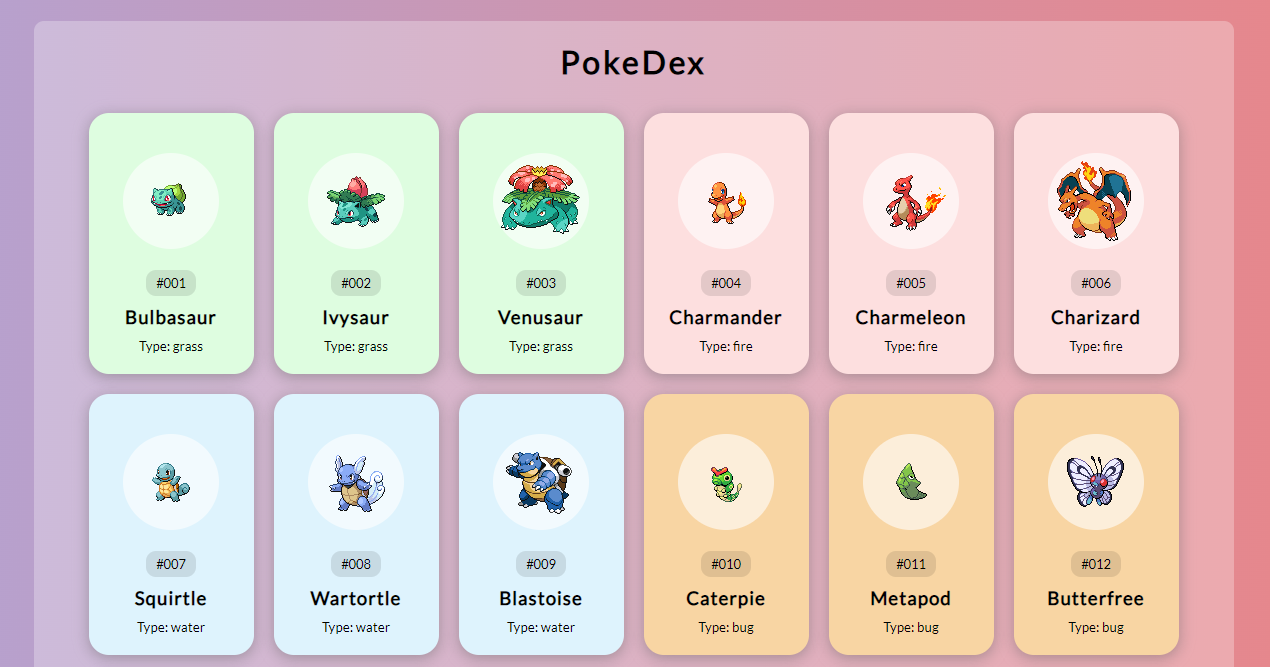 PokeDex
#001
Bulbasaur
Type: grass
#002
Ivysaur
Type: grass
#003
Venusaur
Type: grass
#004
Charmander
Type: fire
#005
Charmeleon
Type: fire
#006
Charizard
Type: fire
#007
Squirtle
Type: water
#008
Wartortle
Type: water
#009
Blastoise
Type: water
#010
Caterpie
Type: bug
#011
Metapod
Type: bug
#012
Butterfree
Type: bug